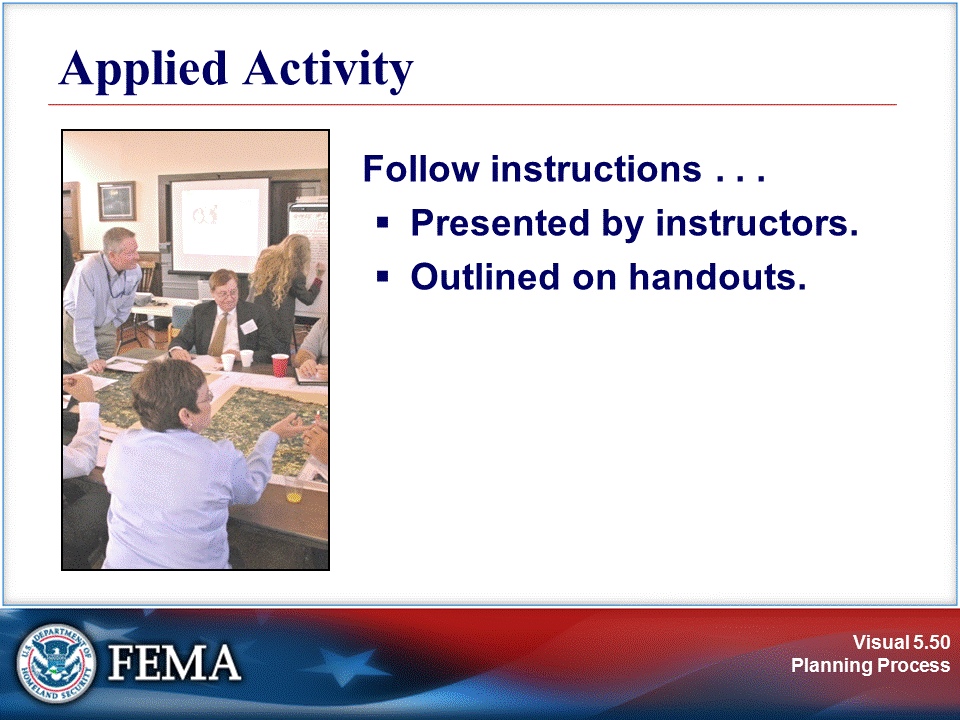 Applied Activity
Follow instructions . . .
▪ Presented by instructors.
▪ Outlined on handouts.
U.S. DEPARTMENT OF HOMELAND SECURITY
FEMA
Visual 5.50
Planning Process